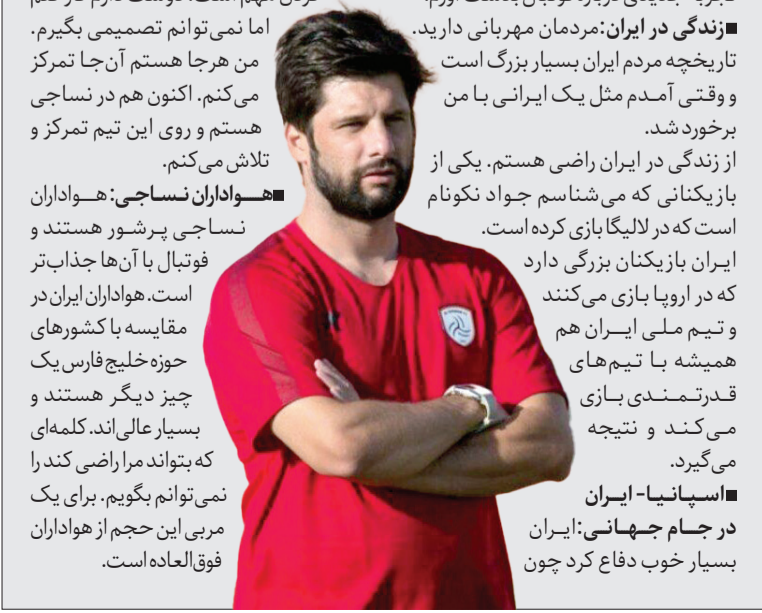 ■زندگی در ایران:مردمان مهربانی دارید.
تاریخچه مردم ایران بسیار بزرگ است
و وقتی آمدم مثل یک ایرانی با من
برخورد شد.
از زندگی در ایران راضی هستم. یکی از
بازیکنانی که می‌شناسم جواد نکونام
است که در لالیگا بازی کرده است.
ایران بازیکنان بزرگی دارد
که در اروپا بازی می‌کنند
و تیم ملی ایران هم
همیشه با تیم‌های
قدرتمندی بازی
می‌کند و نتیجه
می‌گیرد.
■اسپانیا- ایران
در جام جهانی:ایران
بسیار خوب دفاع کرد چون
اما نمی‌توانم تصمیمی بگیرم.
من هرجا هستم آن‌جا تمرکز
می‌کنم. اکنون هم در نساجی
هستم و روی این تیم تمرکز و
تلاش می‌کنم.
■هواداران نساجی:هواداران
نساجی پرشور هستند و
فوتبال با آن‌ها جذاب‌تر
است. هواداران ایران در
مقایسه با کشورهای
حوزه خلیج فارس یک
چیز دیگر هستند و
بسیار عالی‌اند. کلمه‌ای
که بتواند مرا راضی کند را
نمی‌توانم بگویم. برای یک
مربی این حجم از هواداران
فوق‌العاده است.